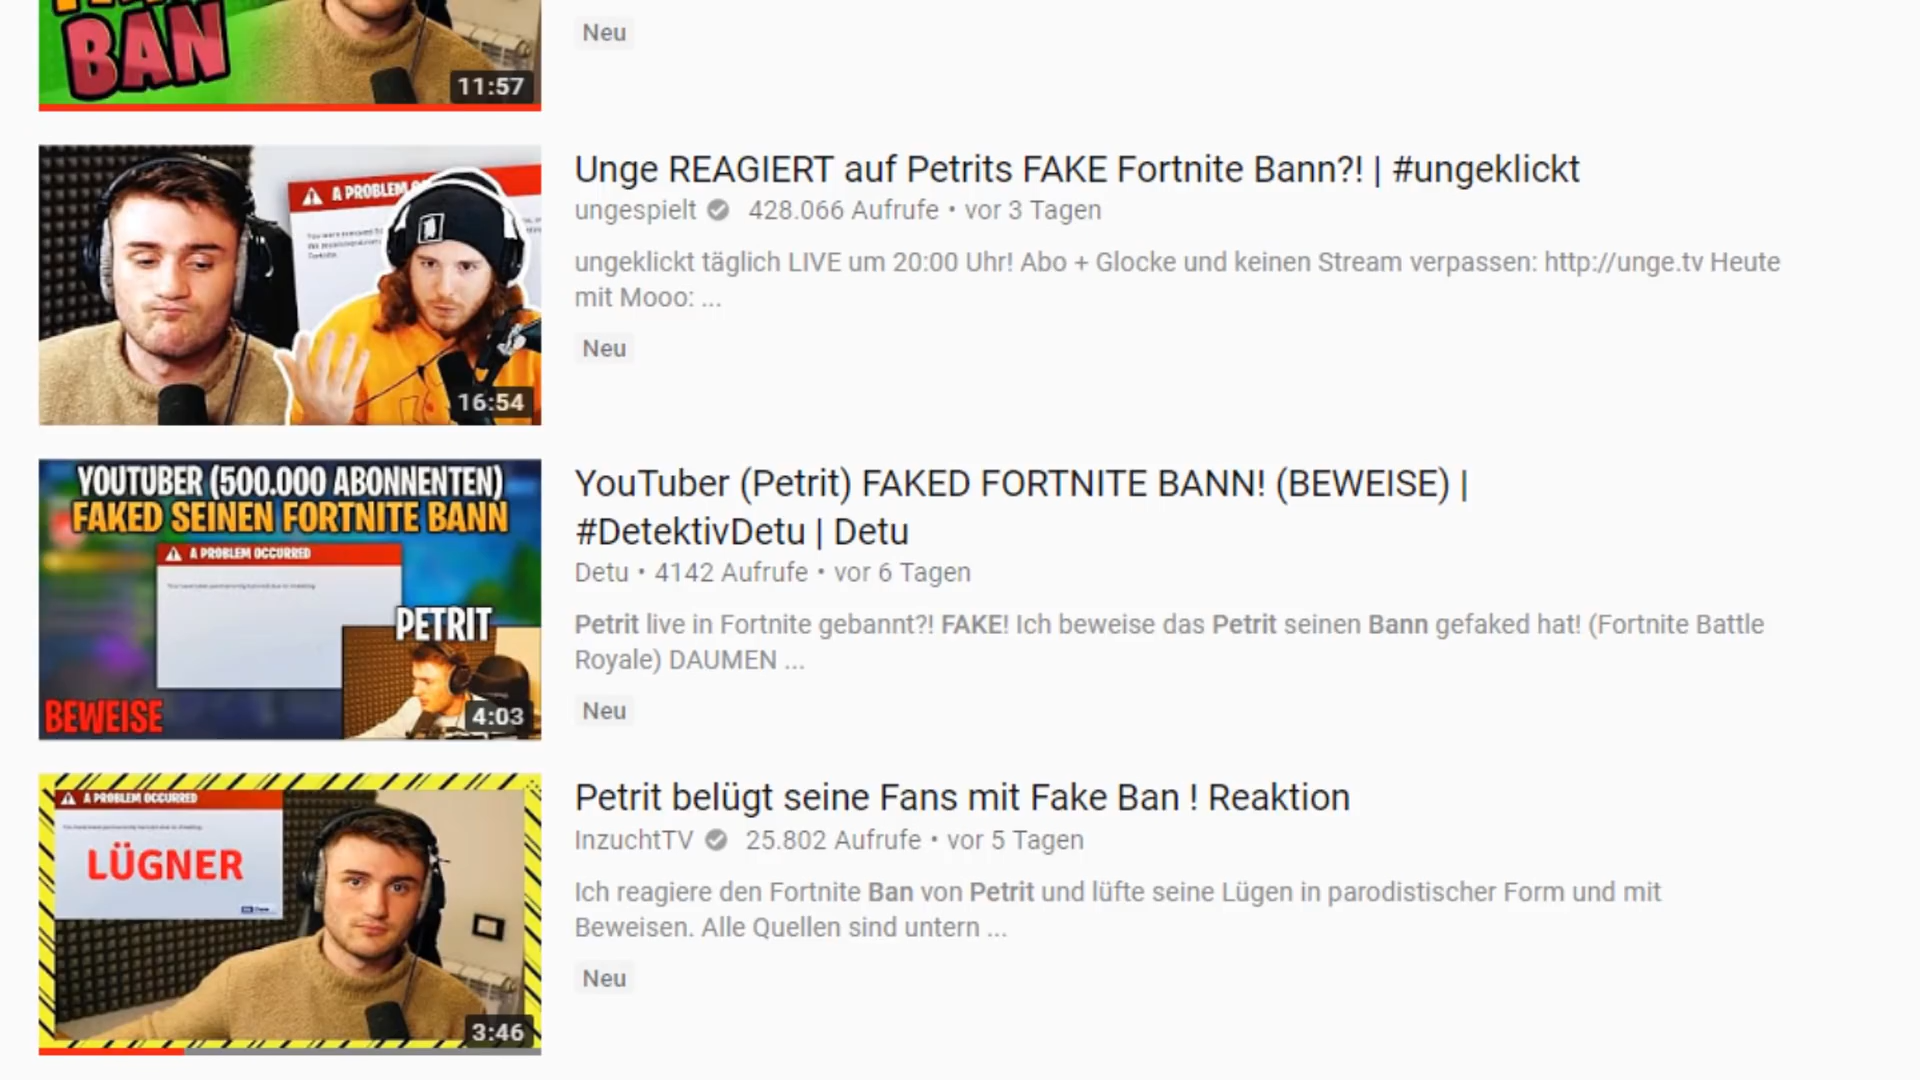 BAN
11:57
Neu
A PROBLEM
16:54
Unge REAGIERT auf Petrits FAKE Fortnite Bann?! | #ungeklickt
ungespielt 428.066 Aufrufe • vor 3 Tagen
ungeklickt täglich LIVE um 20:00 Uhr! Abo + Glocke und keinen Stream verpassen: http://unge.tv Heute
mit Mooo: ...
Neu
YOUTUBER (500.000 ABONNENTEN)
FAKED SEINEN FORTNITE BANN
A PROBLEM OCCURRED
PETRIT
BEWEISE
4:03
YouTuber (Petrit) FAKED FORTNITE BANN! (BEWEISE) |
#DetektivDetu | Detu
Detu • 4142 Aufrufe • vor 6 Tagen
Petrit live in Fortnite gebannt?! FAKE! Ich beweise das Petrit seinen Bann gefaked hat! (Fortnite Battle
Royale) DAUMEN ...
Neu
A PROBLEM OCCURRED
LÜGNER
3:46
Petrit belügt seine Fans mit Fake Ban ! Reaktion
InzuchtTV 25.802 Aufrufe • vor 5 Tagen
Ich reagiere den Fortnite Ban von Petrit und lüfte seine Lügen in parodistischer Form und mit
Beweisen. Alle Quellen sind untern ...
Neu